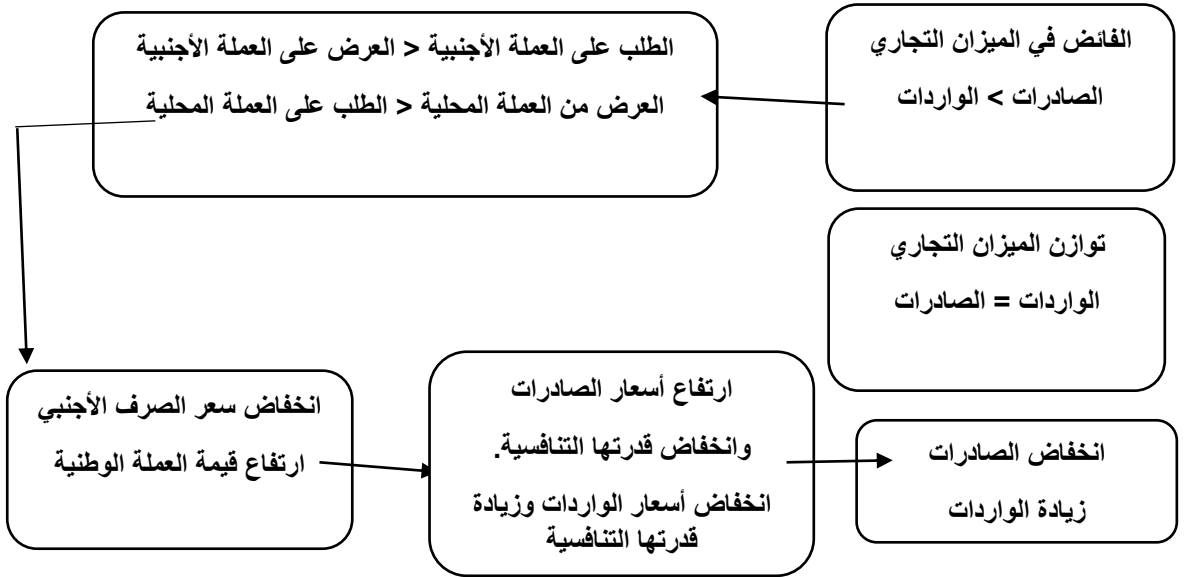 الفائض في الميزان التجاري
الصادرات > الواردات
الطلب على العملة الأجنبية < العرض على العملة الأجنبية
العرض من العملة المحلية < الطلب على العملة المحلية
توازن الميزان التجاري
الواردات = الصادرات
انخفاض سعر الصرف الأجنبي
ارتفاع قيمة العملة الوطنية
ارتفاع أسعار الصادرات
وانخفاض قدرتها التنافسية.
انخفاض أسعار الواردات وزيادة
قدرتها التنافسية
انخفاض الصادرات
زيادة الواردات